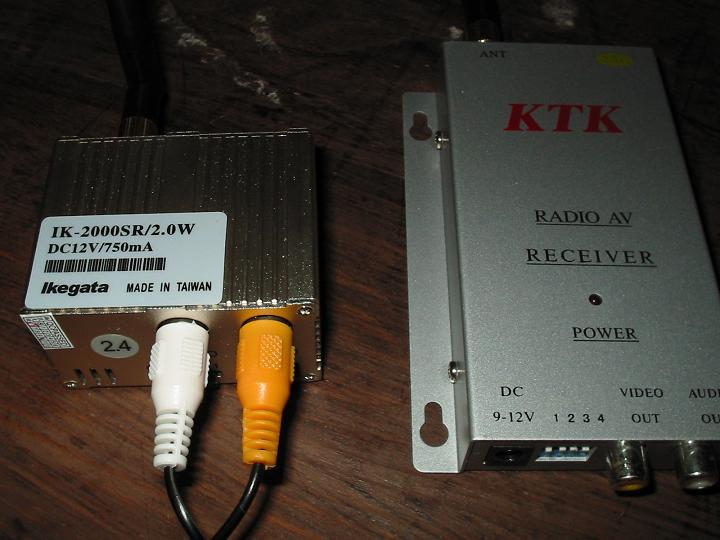 IK-2000SR/2.0W
DC12V/750mA
Ikegata MADE IN TAIWAN
2.4
ANT
KTK
RADIO AV
RECEIVER
POWER
DC
9-12V
1 2 3 4
VIDEO
OUT